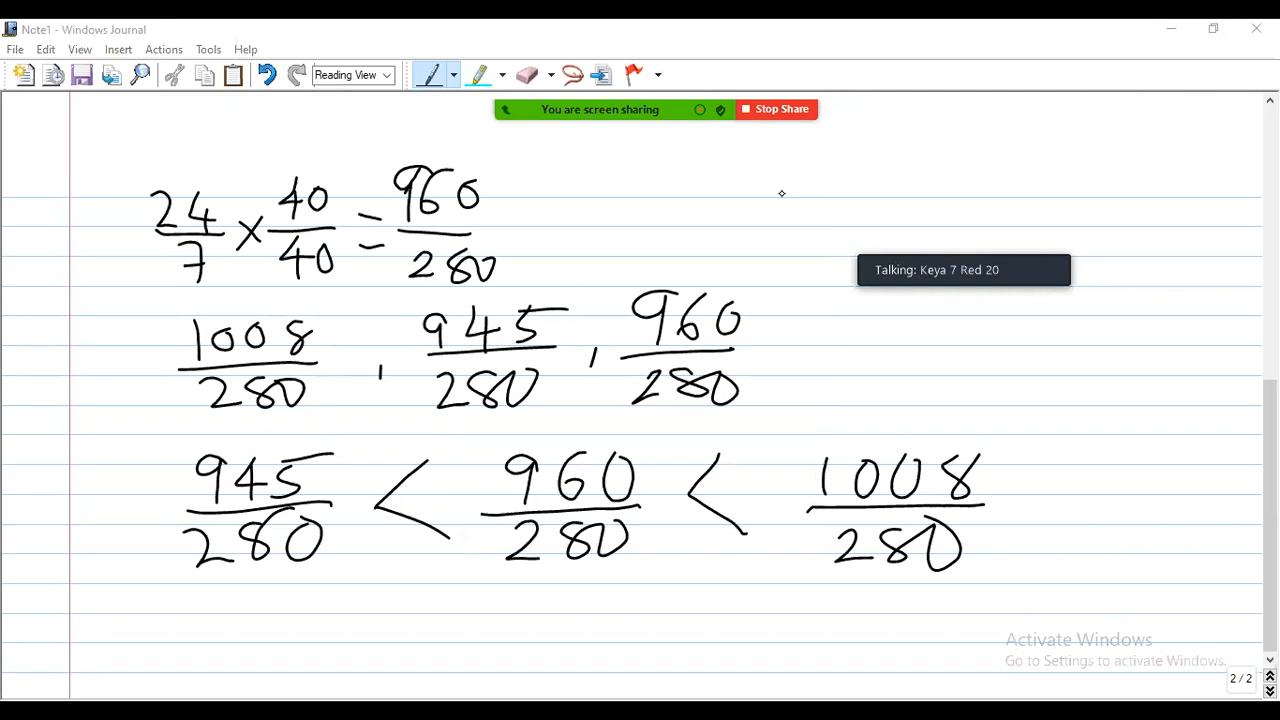 Note1 - Windows Journal
File Edit View Insert Actions Tools Help
Reading View
You are screen sharing Stop Share
24/7 × 40/40 = 960/280
Talking: Keya 7 Red 20
1008/280 , 945/280 , 960/280
945/280 < 960/280 < 1008/280
Activate Windows
Go to Settings to activate Windows.
2 / 2